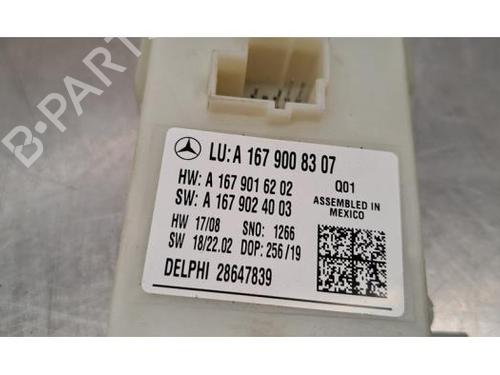 LU: A 167 900 83 07
HW: A 167 901 62 02
Q01
SW: A 167 902 40 03
ASSEMBLED IN
MEXICO
HW 17/08 SNO: 1266
SW 18/22.02 DOP: 256/19
DELPHI 28647839
B-PARTS